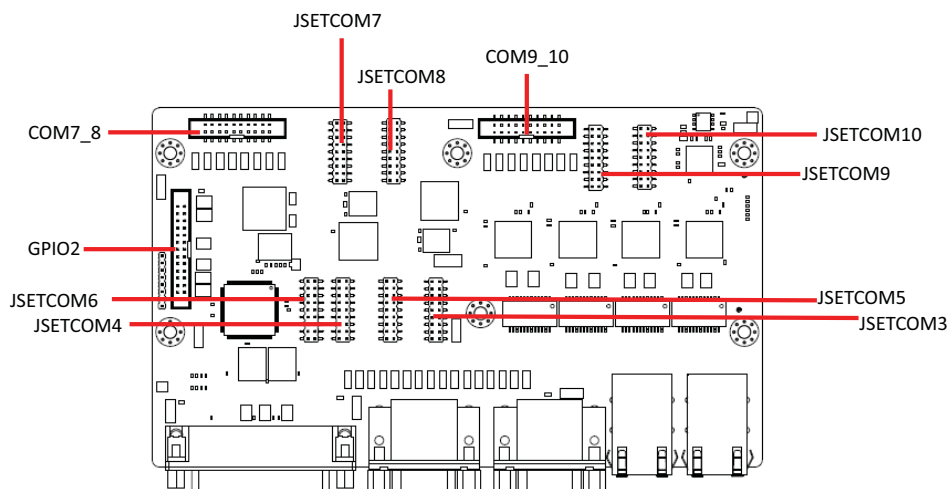 JSETCOM7
COM9_10
JSETCOM8
COM7_8
JSETCOM10
JSETCOM9
GPIO2
JSETCOM6
JSETCOM5
JSETCOM4
JSETCOM3